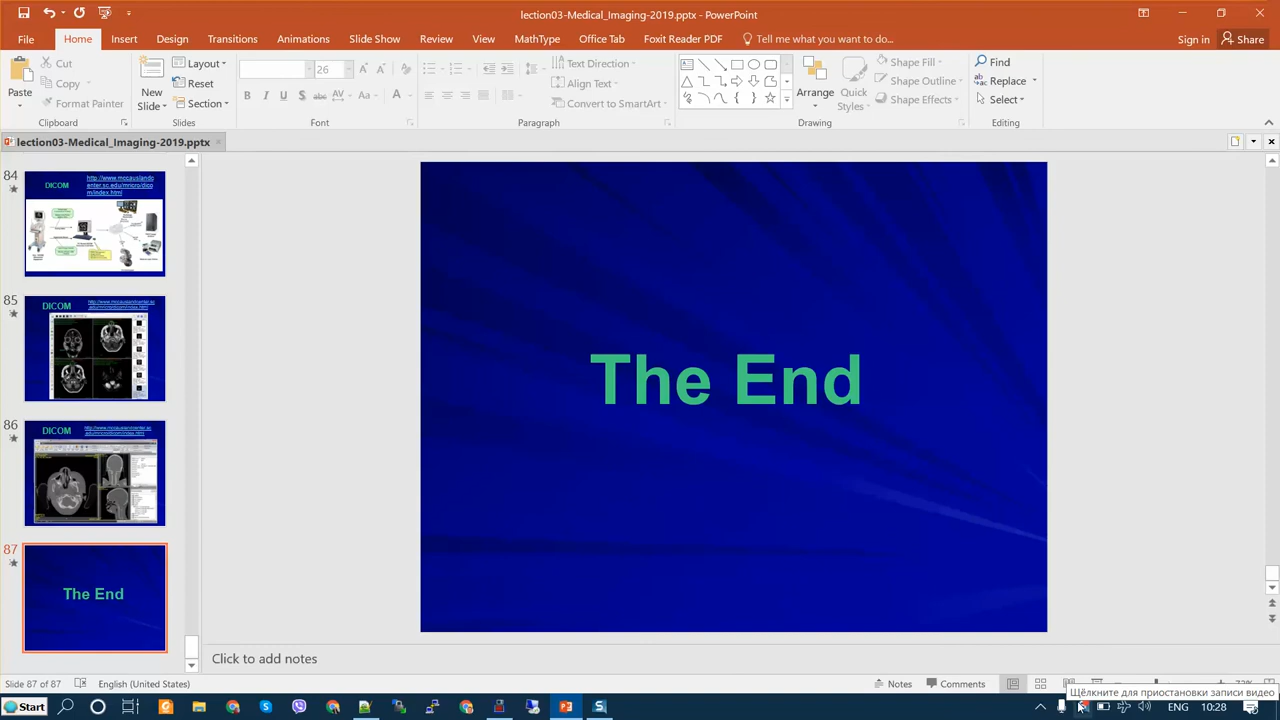 lection03-Medical_Imaging-2019.pptx - PowerPoint
File Home Insert Design Transitions Animations Slide Show Review View MathType Office Tab Foxit Reader PDF Tell me what you want to do... Sign in Share
Paste
Cut
Copy
Format Painter
Clipboard
New Slide
Layout
Reset
Section
Slides
26
Font
Text Direction
Align Text
Convert to SmartArt
Paragraph
Arrange
Quick Styles
Shape Fill
Shape Outline
Shape Effects
Drawing
Find
Replace
Select
Editing
lection03-Medical_Imaging-2019.pptx
84
DICOM
85
DICOM
86
DICOM
87
The End
The End
Click to add notes
Slide 87 of 87 English (United States) Notes Comments
Щёлкните для приостановки записи видео
Start ENG 10:28